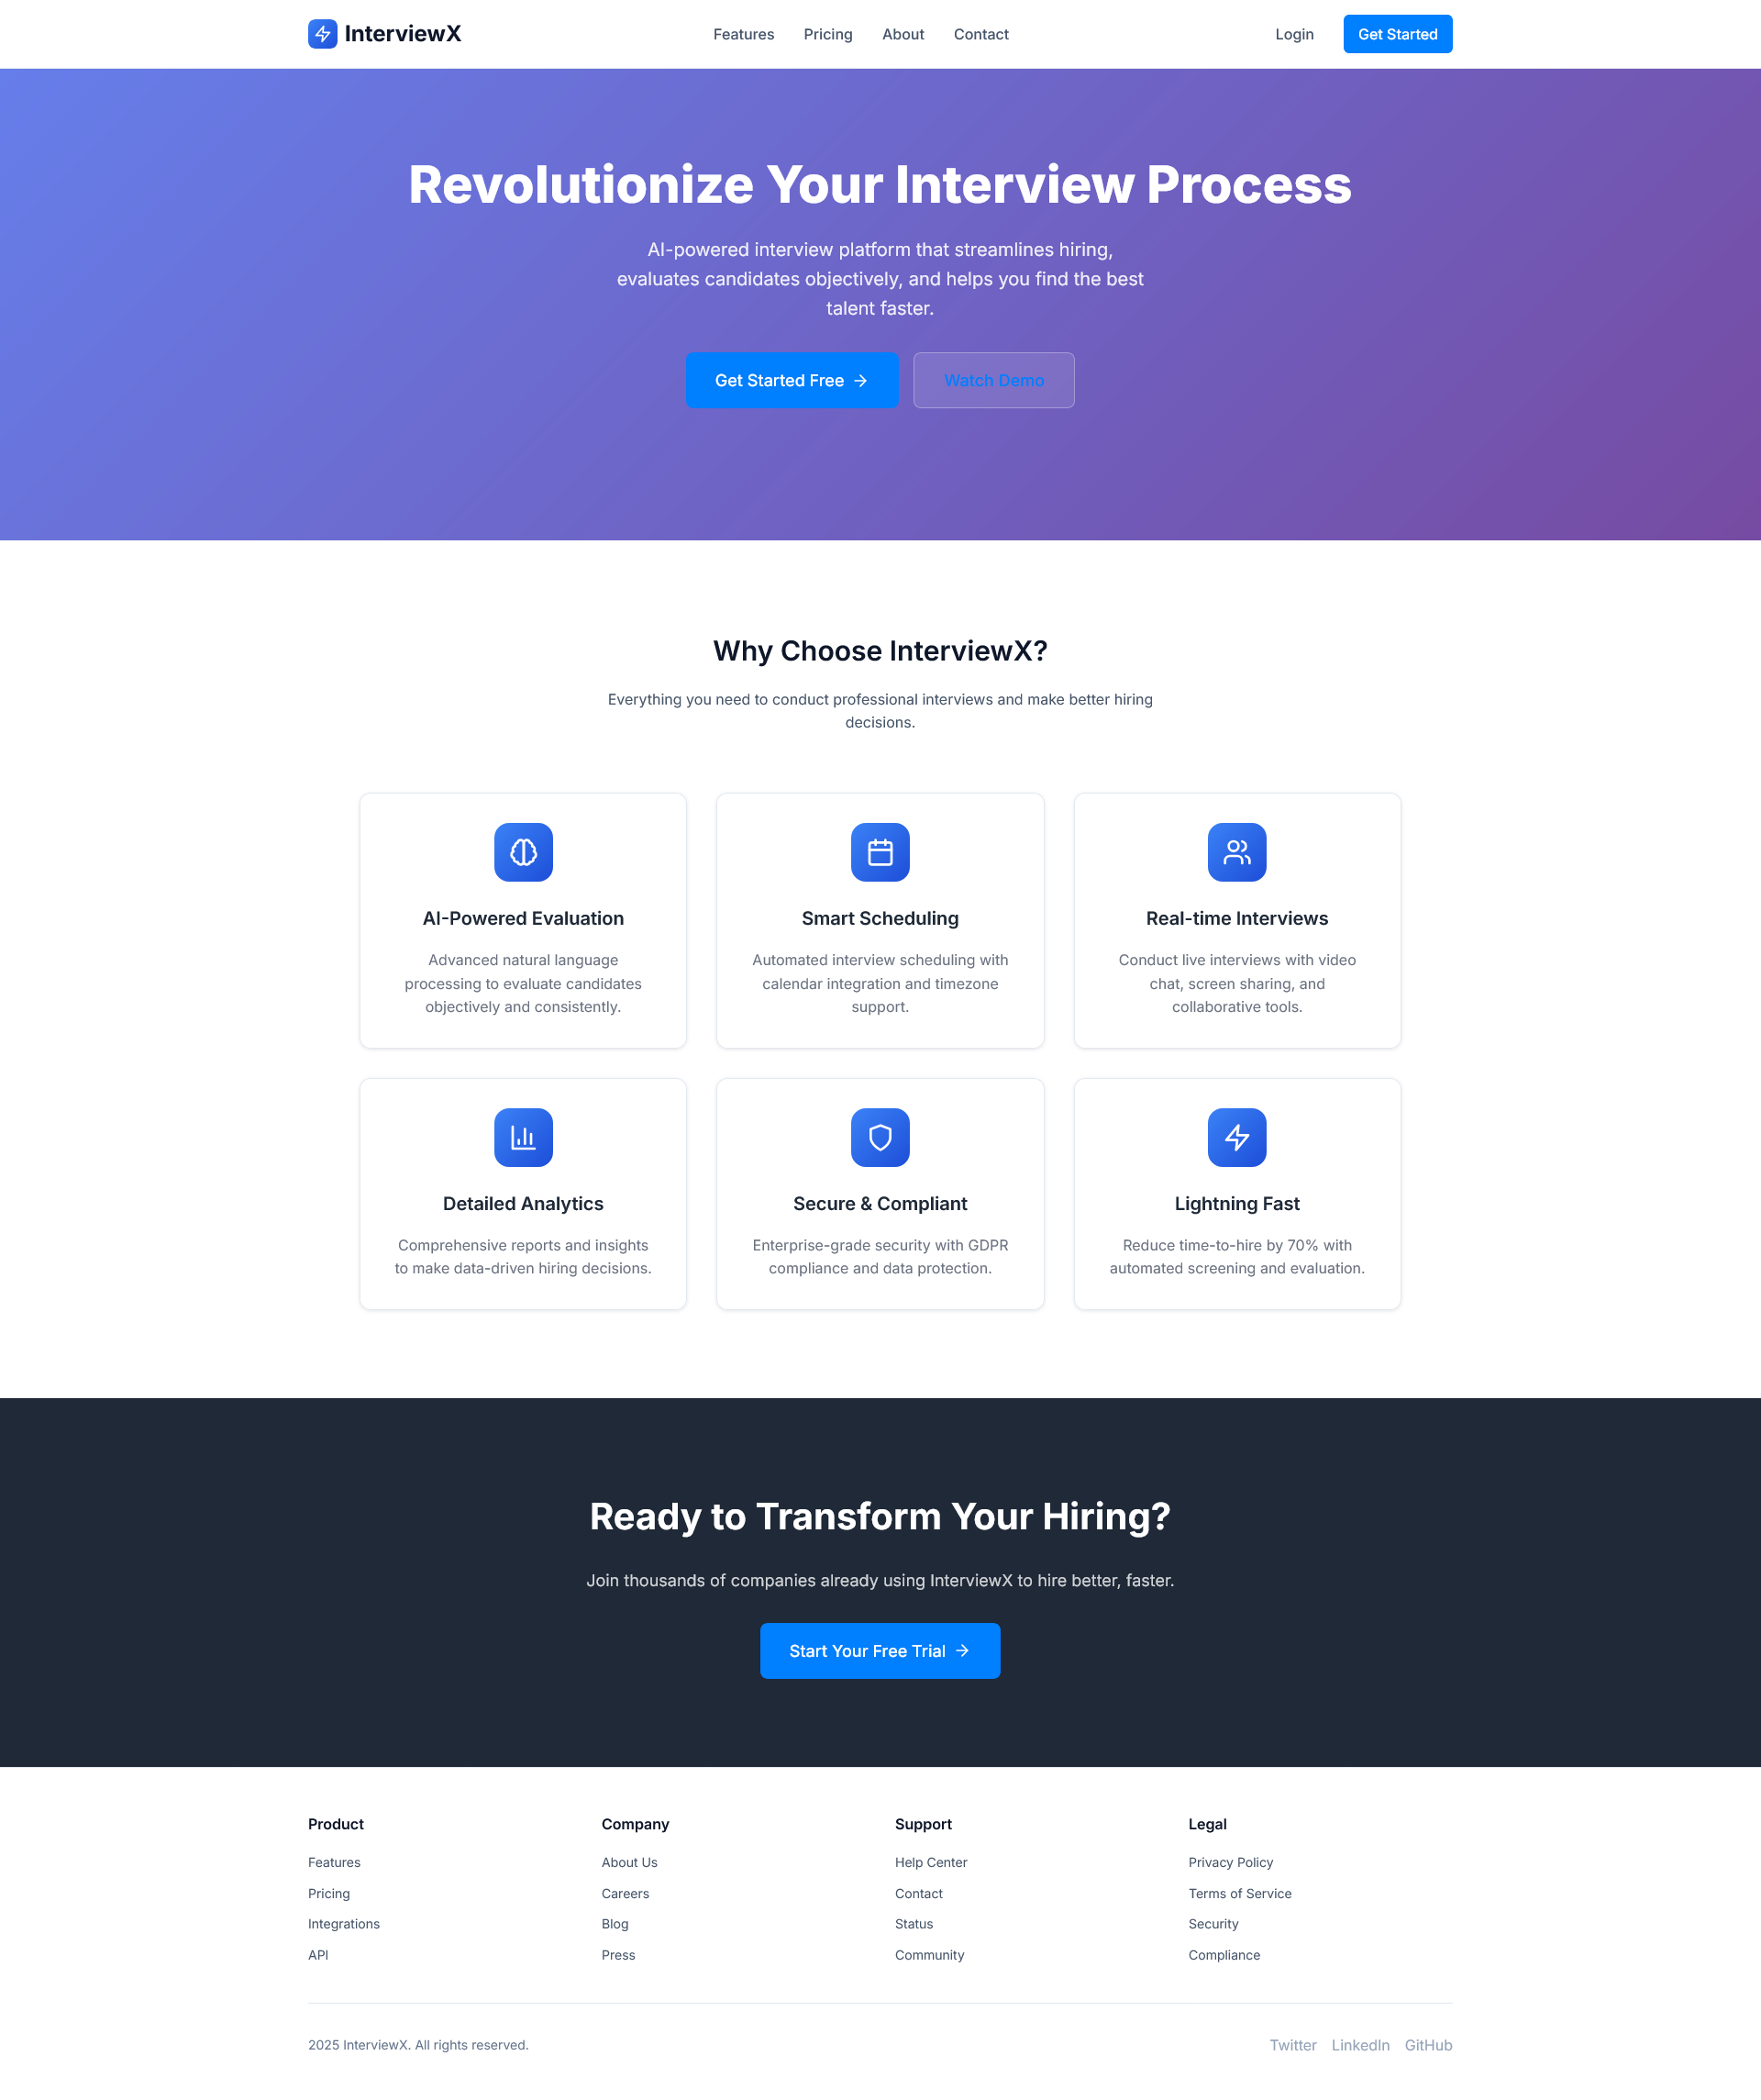 InterviewX
Features Pricing About Contact
Login
Get Started
Revolutionize Your Interview Process
AI-powered interview platform that streamlines hiring,
evaluates candidates objectively, and helps you find the best
talent faster.
Get Started Free
Watch Demo
Why Choose InterviewX?
Everything you need to conduct professional interviews and make better hiring
decisions.
AI-Powered Evaluation
Advanced natural language
processing to evaluate candidates
objectively and consistently.
Smart Scheduling
Automated interview scheduling with
calendar integration and timezone
support.
Real-time Interviews
Conduct live interviews with video
chat, screen sharing, and
collaborative tools.
Detailed Analytics
Comprehensive reports and insights
to make data-driven hiring decisions.
Secure & Compliant
Enterprise-grade security with GDPR
compliance and data protection.
Lightning Fast
Reduce time-to-hire by 70% with
automated screening and evaluation.
Ready to Transform Your Hiring?
Join thousands of companies already using InterviewX to hire better, faster.
Start Your Free Trial
Product
Features
Pricing
Integrations
API
Company
About Us
Careers
Blog
Press
Support
Help Center
Contact
Status
Community
Legal
Privacy Policy
Terms of Service
Security
Compliance
2025 InterviewX. All rights reserved.
Twitter LinkedIn GitHub